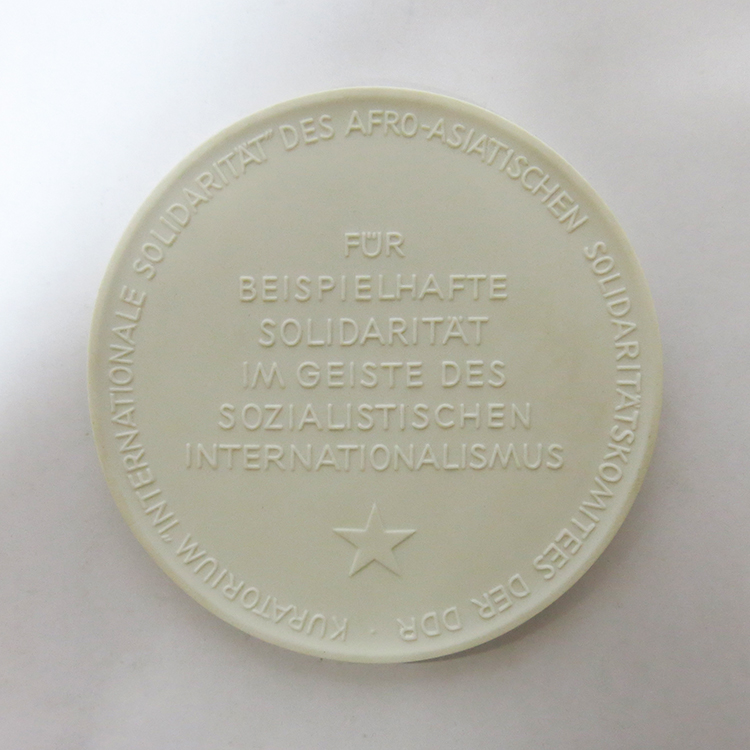 KURATORIUM "INTERNATIONALE SOLIDARITÄT" DES AFRO-ASIATISCHEN SOLIDARITÄTSKOMITEES DER DDR ·
FÜR
BEISPIELHAFTE
SOLIDARITÄT
IM GEISTE DES
SOZIALISTISCHEN
INTERNATIONALISMUS